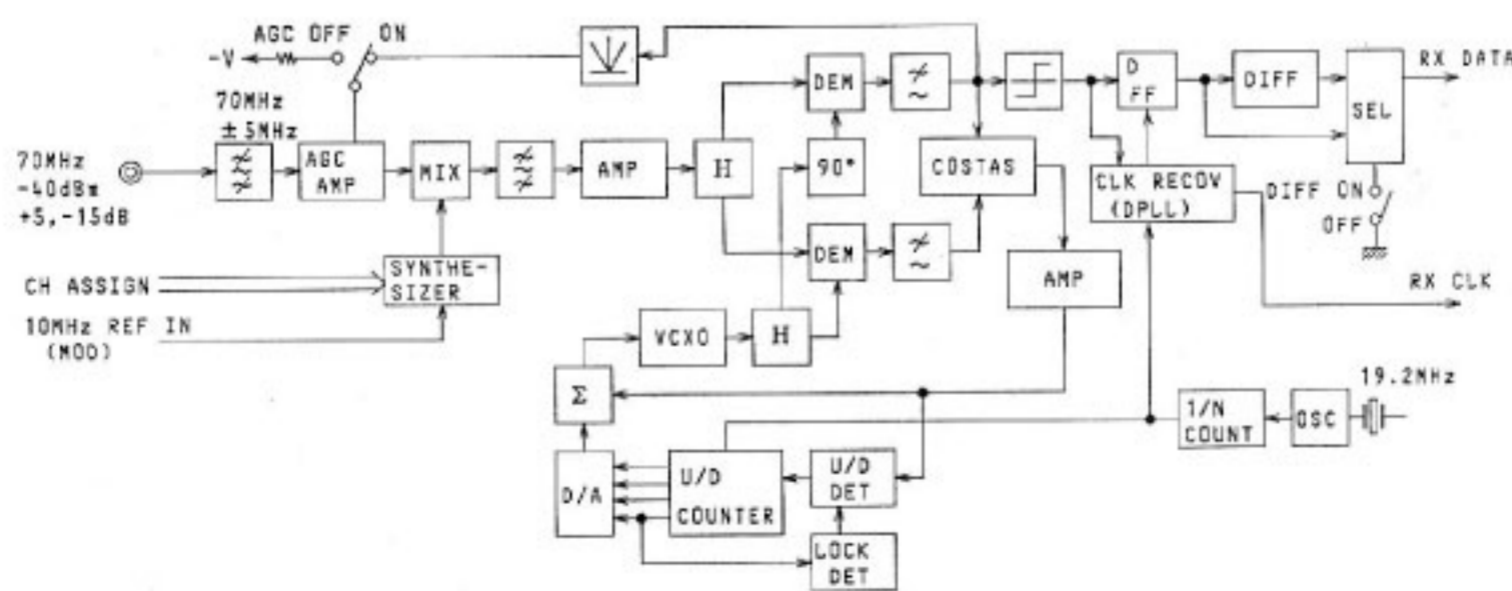 AGC OFF ON
-V
70MHz
±5MHz
70MHz
-40dBm
+5,-15dB
AGC
AMP
MIX
AMP
H
DEM
90°
DEM
COSTAS
AMP
D
FF
CLK RECOV
(DPLL)
DIFF
SEL
RX DATA
DIFF ON
OFF
RX CLK
CH ASSIGN
10MHz REF IN
(MOD)
SYNTHE-
SIZER
VCXO
H
Σ
D/A
U/D
COUNTER
U/D
DET
LOCK
DET
1/N
COUNT
OSC
19.2MHz